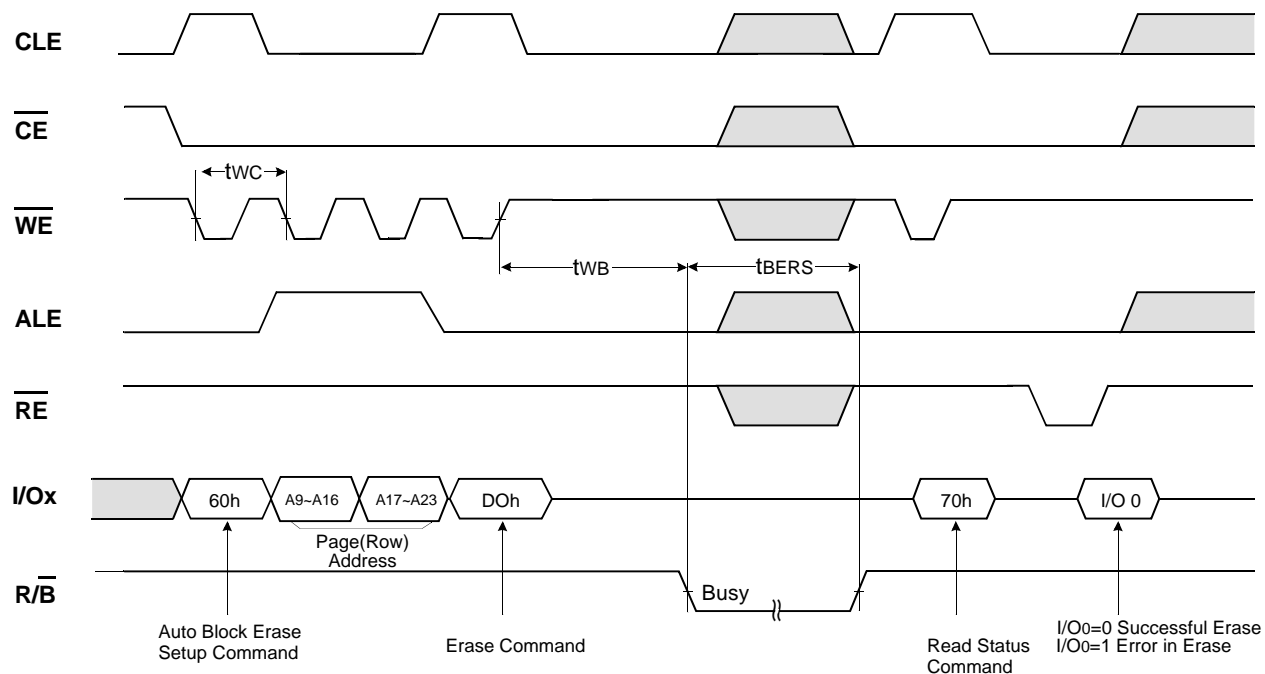 CLE
CE
tWC
WE
tWB
tBERS
ALE
RE
I/Ox
60h
A9~A16
A17~A23
DOh
70h
I/O 0
Page(Row)
Address
R/B
Busy
Auto Block Erase
Setup Command
Erase Command
Read Status
Command
I/O0=0 Successful Erase
I/O0=1 Error in Erase